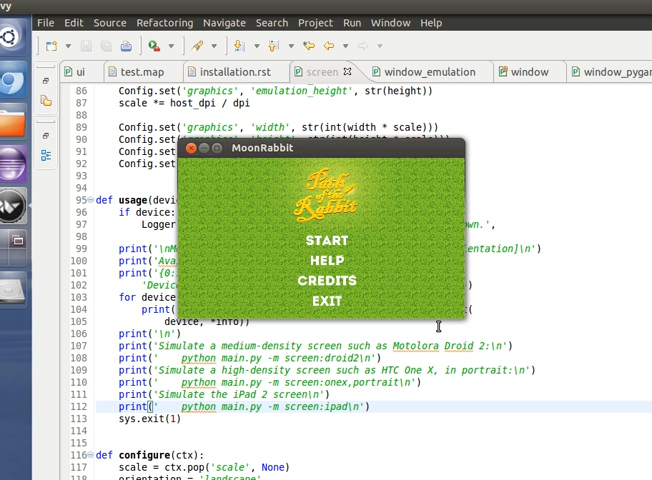 vy
File Edit Source Refactoring Navigate Search Project Run Window Help
ui test.map installation.rst screen window_emulation window window_pygam
86 Config.set('graphics', 'emulation_height', str(height))
87 scale *= host_dpi / dpi
88
89 Config.set('graphics', 'width', str(int(width * scale)))
90 Config.set(
91 Config.set(
92 Config.set(
93
94
95 def usage(devic
96 if device:
97 Logger own.',
98
99 print('\nMo entation]\n')
100 print('Ava
101 print('{0:
102 'Devic )
103 for device
104 print( t(
105 device, *info))
106 print('\n')
107 print('Simulate a medium-density screen such as Motolora Droid 2:\n')
108 print(' python main.py -m screen:droid2\n')
109 print('Simulate a high-density screen such as HTC One X, in portrait:\n')
110 print(' python main.py -m screen:onex,portrait\n')
111 print('Simulate the iPad 2 screen\n')
112 print(' python main.py -m screen:ipad\n')
113 sys.exit(1)
114
115
116 def configure(ctx):
117 scale = ctx.pop('scale', None)
118 orientation = 'landscape'
MoonRabbit
Path
of the
Rabbit
START
HELP
CREDITS
EXIT